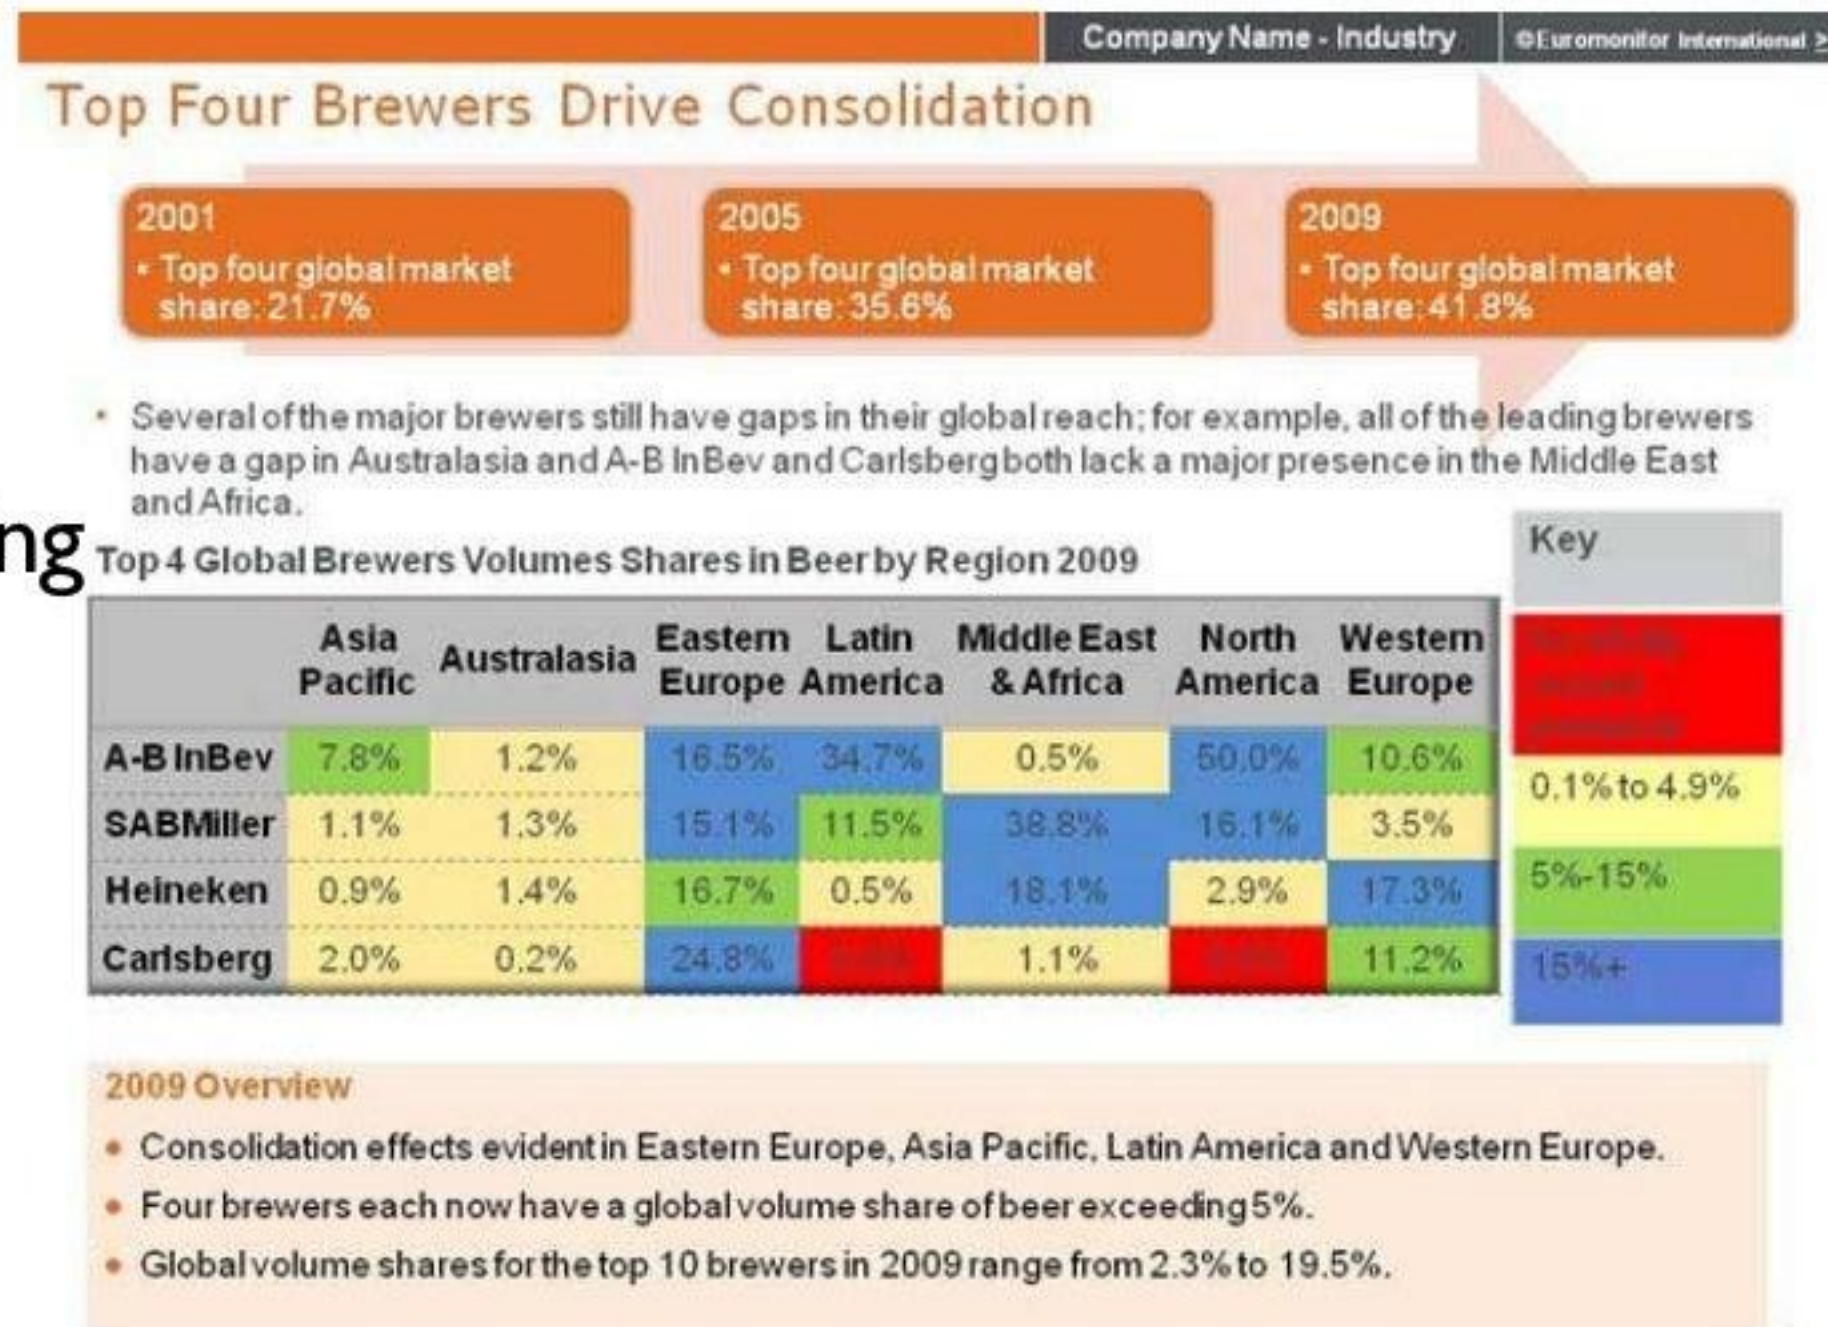 Company Name - Industry
©Euromonitor International >
Top Four Brewers Drive Consolidation
2001
• Top four global market
share: 21.7%
2005
• Top four global market
share: 35.6%
2009
• Top four global market
share: 41.8%
• Several of the major brewers still have gaps in their global reach; for example, all of the leading brewers
have a gap in Australasia and A-B InBev and Carlsberg both lack a major presence in the Middle East
and Africa.
ng
Top 4 Global Brewers Volumes Shares in Beer by Region 2009
Asia Pacific Australasia Eastern Europe Latin America Middle East & Africa North America Western Europe
A-B InBev 7.8% 1.2% 16.5% 34.7% 0.5% 50.0% 10.6%
SABMiller 1.1% 1.3% 15.1% 11.5% 38.8% 16.1% 3.5%
Heineken 0.9% 1.4% 16.7% 0.5% 18.1% 2.9% 17.3%
Carlsberg 2.0% 0.2% 24.8% 1.1% 11.2%
Key
0.1% to 4.9%
5%-15%
15%+
2009 Overview
• Consolidation effects evident in Eastern Europe, Asia Pacific, Latin America and Western Europe.
• Four brewers each now have a global volume share of beer exceeding 5%.
• Global volume shares for the top 10 brewers in 2009 range from 2.3% to 19.5%.